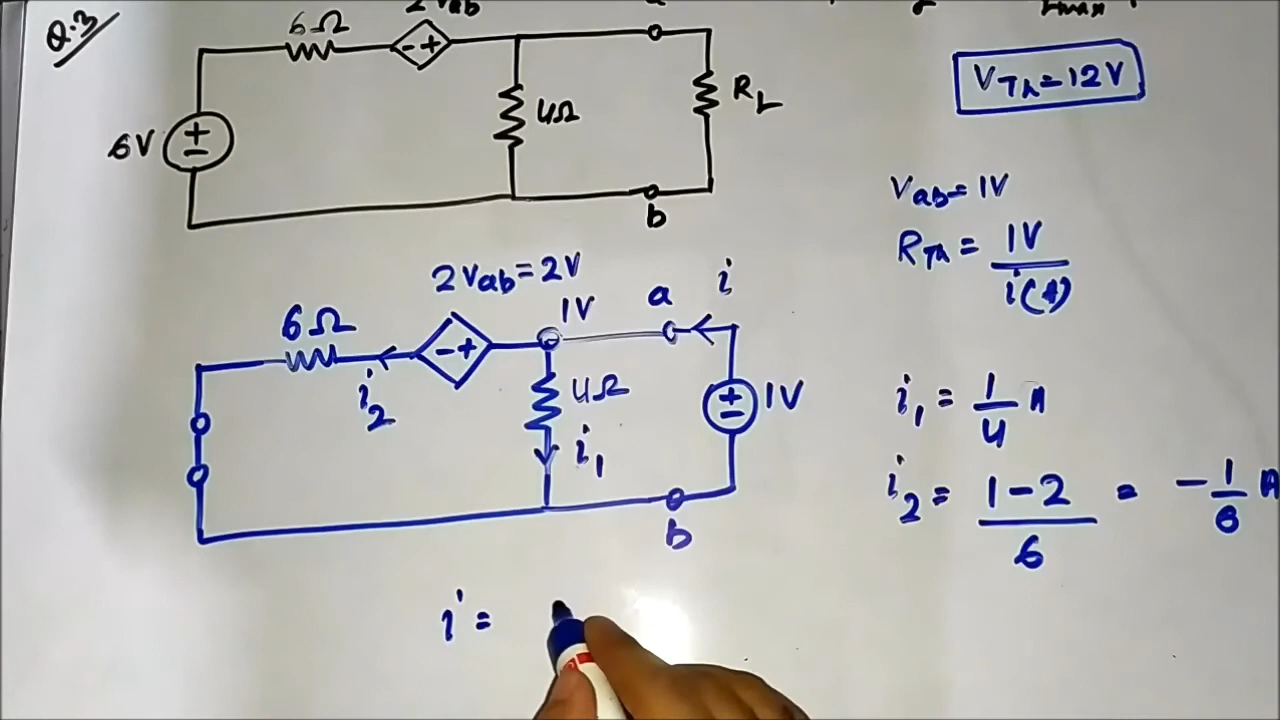 Q.3
6Ω
2Vab
6V
- +
+
-
4Ω
RL
b
VTh=12V
Vab=1V
RTh = 1V
i(A)
2Vab=2V
6Ω
1V
a
i
- +
i2
4Ω
i1
+
-
1V
b
i1 = 1/4 A
i2 = 1-2/6 = -1/6 A
i =